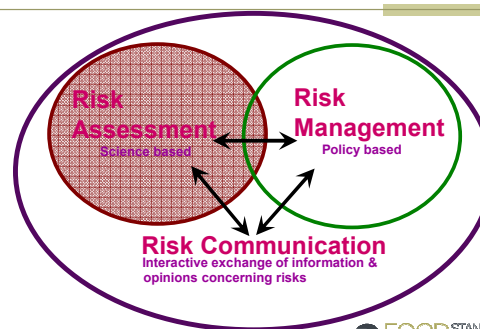 Risk
Assessment
Science based
Risk
Management
Policy based
Risk Communication
Interactive exchange of information &
opinions concerning risks